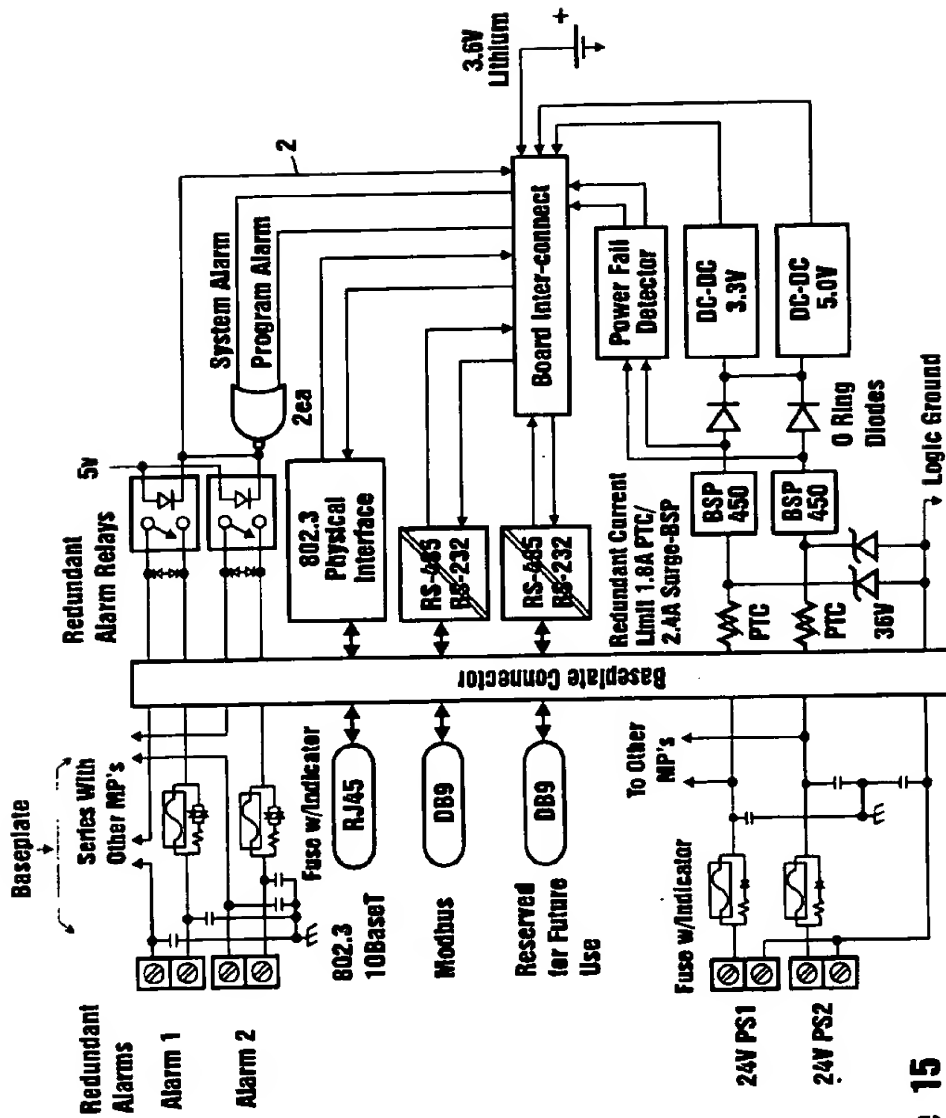 Baseplate
Series With
Other MP's
Redundant
Alarms
Alarm 1
Alarm 2
Fuse w/Indicator
802.3
10BaseT
RJ45
Modbus
DB9
Reserved
for Future
Use
DB9
Fuse w/Indicator
To Other
MP's
24V PS1
24V PS2
Baseplate Connector
Redundant
Alarm Relays
5v
System Alarm
Program Alarm
2ea
2
802.3
Physical
Interface
RS-485
RS-232
RS-485
RS-232
Redundant Current
Limit 1.8A PTC/
2.4A Surge-BSP
PTC
PTC
36V
BSP
450
BSP
450
O Ring
Diodes
Logic Ground
Power Fail
Detector
DC-DC
3.3V
DC-DC
5.0V
Board Inter-connect
3.6V
Lithium
+
15